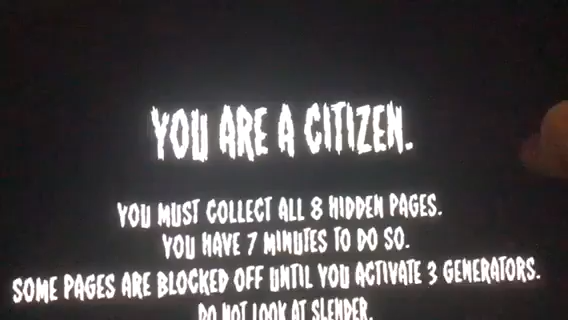 YOU ARE A CITIZEN.
YOU MUST COLLECT ALL 8 HIDDEN PAGES.
YOU HAVE 7 MINUTES TO DO SO.
SOME PAGES ARE BLOCKED OFF UNTIL YOU ACTIVATE 3 GENERATORS.
DO NOT LOOK AT SLENDER.